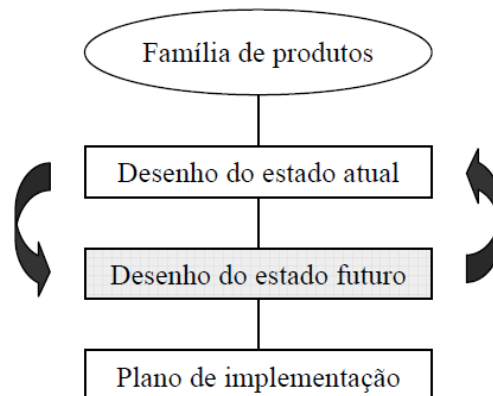 Família de produtos
Desenho do estado atual
Desenho do estado futuro
Plano de implementação